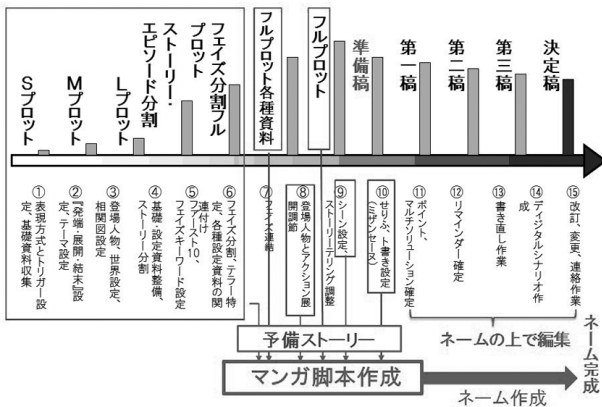 Sプロット
Mプロット
Lプロット
ストーリー・
エピソード分割
プロット
フェイズ分割フル
フルプロット各種資料
フルプロット
準備稿
第一稿
第二稿
第三稿
決定稿
①表現方式とトリガー設
定、基礎資料収集
②『発端・展開・結末』設
定、テーマ設定
③登場人物、世界設定、
相関図設定
④基礎・設定資料整備、
ストーリー分割
⑤ファースト10、
フェイズキーワード設定
⑥フェイズ分割、テラー特
定、各種設定資料の関
連付け
⑦フェイズ連結
⑧登場人物とアクション展
開調節
⑨シーン設定、
ストーリーテリング調整
⑩せりふ、ト書き設定
(ミザンセーヌ)
⑪ポイント、
マルチソリューション確定
⑫リマインダー確定
⑬書き直し作業
⑭ディジタルシナリオ作
成
⑮改訂、変更、連絡作業
予備ストーリー
マンガ脚本作成
ネームの上で編集
ネーム作成
ネーム完成